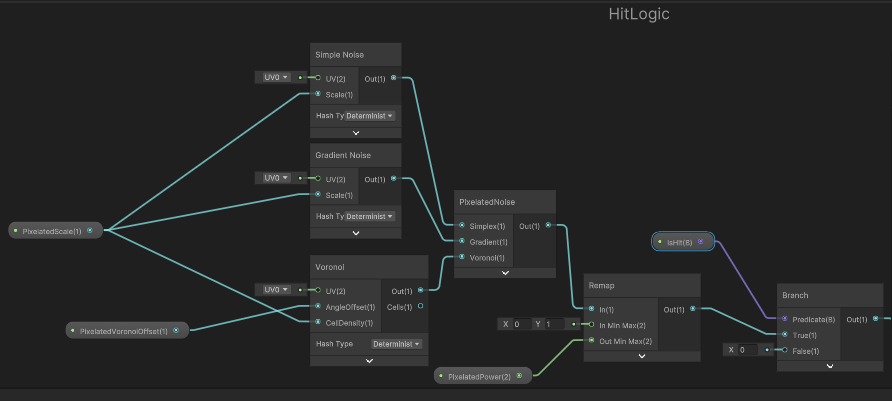 HitLogic
Simple Noise
UV0
UV(2)
Out(1)
Scale(1)
Hash Ty
Determinist
Gradient Noise
UV0
UV(2)
Out(1)
Scale(1)
Hash Ty
Determinist
PixelatedScale(1)
PixelatedNoise
Simplex(1)
Out(1)
Gradient(1)
Voronoi(1)
IsHit(B)
Voronoi
UV0
UV(2)
Out(1)
AngleOffset(1)
Cells(1)
CellDensity(1)
Hash Type
Determinist
PixelatedVoronoiOffset(1)
Remap
In(1)
Out(1)
X 0 Y 1
In Min Max(2)
Out Min Max(2)
PixelatedPower(2)
Branch
Predicate(B)
Out(1)
True(1)
X 0
False(1)